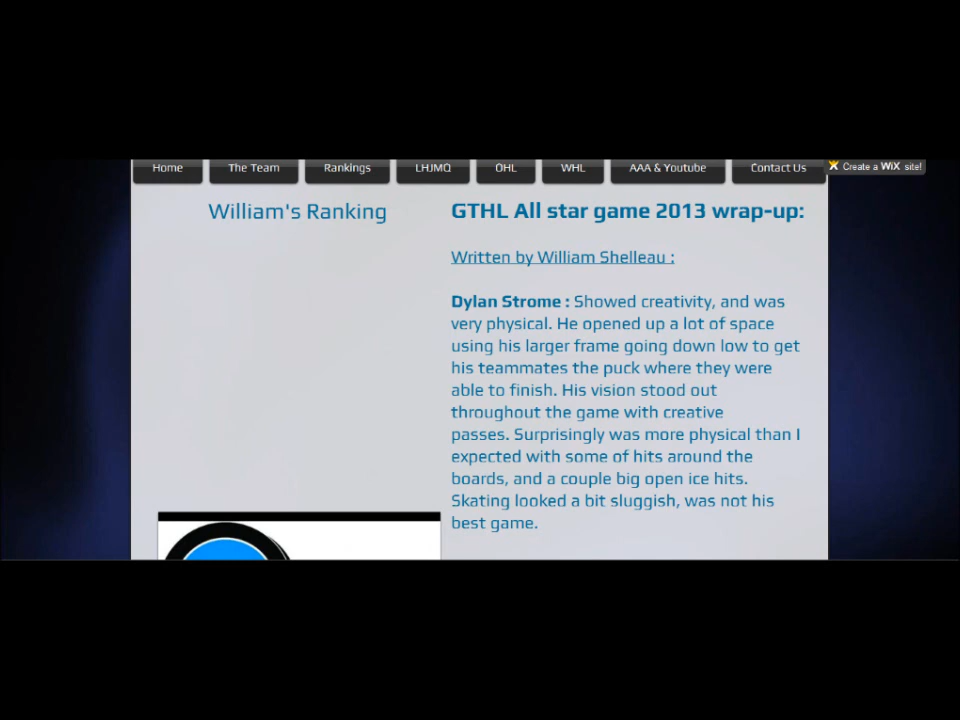 Home The Team Rankings LHJMQ OHL WHL AAA & Youtube Contact Us Create a WiX site!
William's Ranking
GTHL All star game 2013 wrap-up:
Written by William Shelleau :
Dylan Strome : Showed creativity, and was
very physical. He opened up a lot of space
using his larger frame going down low to get
his teammates the puck where they were
able to finish. His vision stood out
throughout the game with creative
passes. Surprisingly was more physical than I
expected with some of hits around the
boards, and a couple big open ice hits.
Skating looked a bit sluggish, was not his
best game.